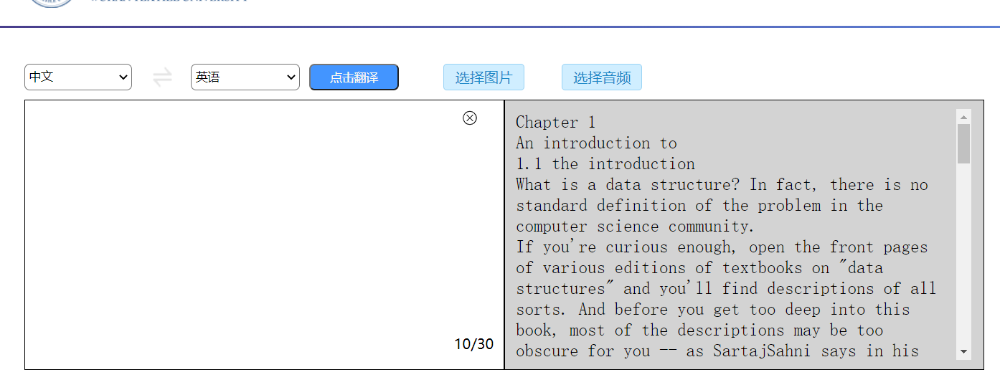 WUHAN TEXTILE UNIVERSITY
中文
英语
点击翻译
选择图片
选择音频
10/30
Chapter 1
An introduction to
1.1 the introduction
What is a data structure? In fact, there is no
standard definition of the problem in the
computer science community.
If you're curious enough, open the front pages
of various editions of textbooks on "data
structures" and you'll find descriptions of all
sorts. And before you get too deep into this
book, most of the descriptions may be too
obscure for you -- as SartajSahni says in his